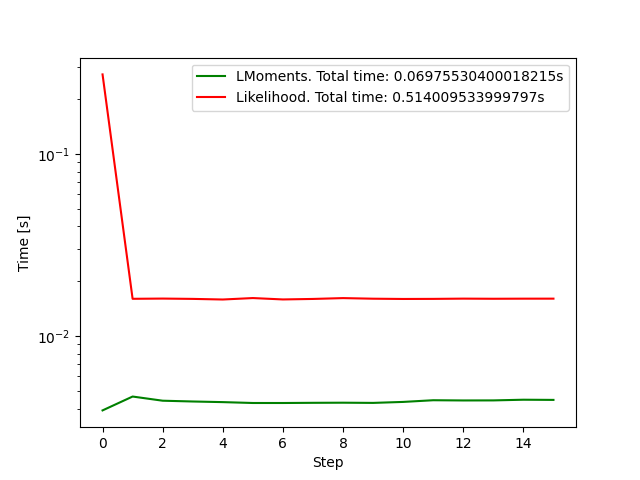 LMoments. Total time: 0.06975530400018215s
Likelihood. Total time: 0.514009533999797s
10⁻¹
10⁻²
Time [s]
0 2 4 6 8 10 12 14
Step